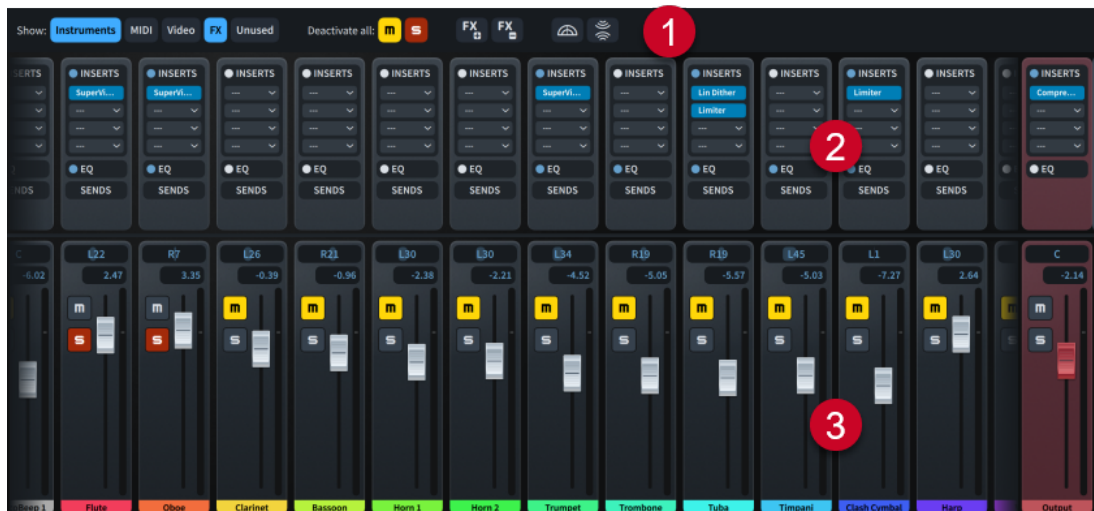 Show: Instruments MIDI Video FX Unused Deactivate all: m s FX FX 1
SERTS INSERTS INSERTS INSERTS INSERTS INSERTS INSERTS INSERTS INSERTS INSERTS INSERTS INSERTS INSERTS INSERTS
SuperVi... SuperVi... --- --- --- --- SuperVi... --- Lin Dither --- Limiter --- Compre...
--- --- --- --- --- --- --- --- Limiter --- --- --- ---
--- --- --- --- --- --- --- --- --- --- --- --- ---
--- --- --- --- --- --- --- --- --- --- --- ---
2
EQ EQ EQ EQ EQ EQ EQ EQ EQ EQ EQ EQ EQ
NDS SENDS SENDS SENDS SENDS SENDS SENDS SENDS SENDS SENDS SENDS SENDS SENDS
C L22 R7 L26 R21 L30 L30 L34 R19 R19 L45 L1 L30 C
-6.02 2.47 3.35 -0.39 -0.96 -2.38 -2.21 -4.52 -5.05 -5.57 -5.03 -7.27 2.64 -2.14
m m m m m m m m m m m m m m
s s s s s s s s s s s s s s
3
Flute Oboe Clarinet Bassoon Horn 1 Horn 2 Trumpet Trombone Tuba Timpani Clash Cymbal Harp Output